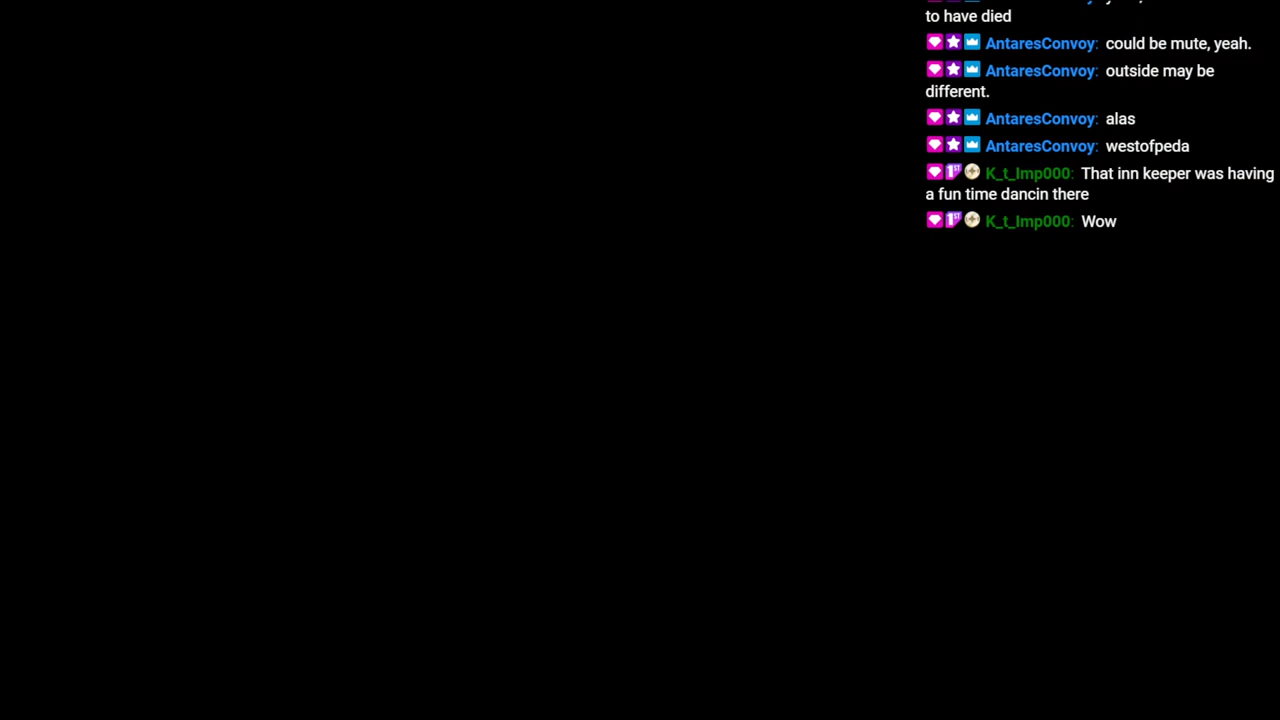 to have died
AntaresConvoy: could be mute, yeah.
AntaresConvoy: outside may be
different.
AntaresConvoy: alas
AntaresConvoy: westofpeda
K_t_Imp000: That inn keeper was having
a fun time dancin there
K_t_Imp000: Wow